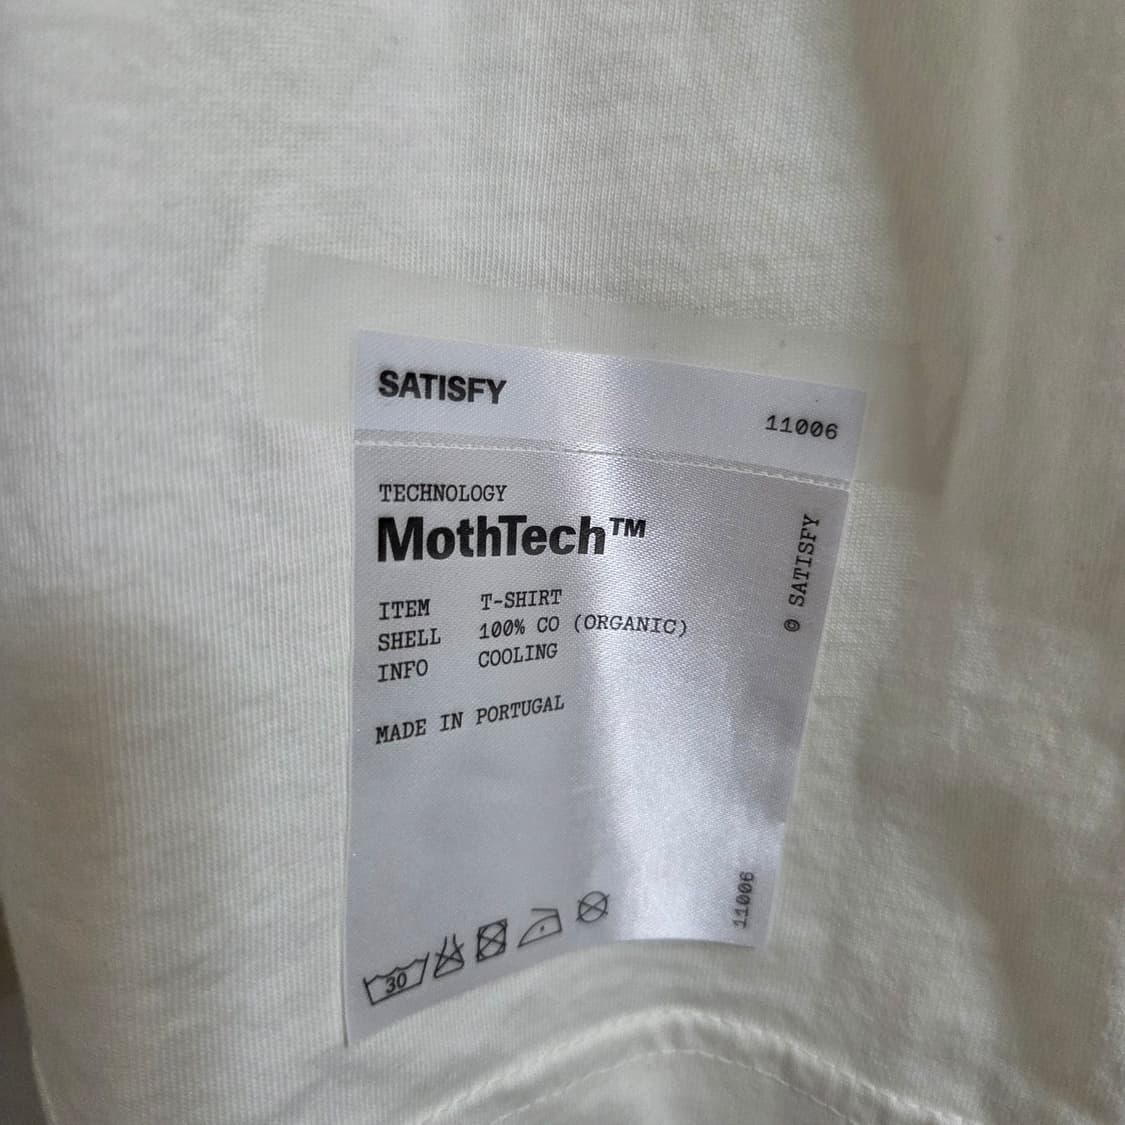 SATISFY
11006
TECHNOLOGY
MothTech™
ITEM T-SHIRT
SHELL 100% CO (ORGANIC)
INFO COOLING
MADE IN PORTUGAL
© SATISFY
11006
30